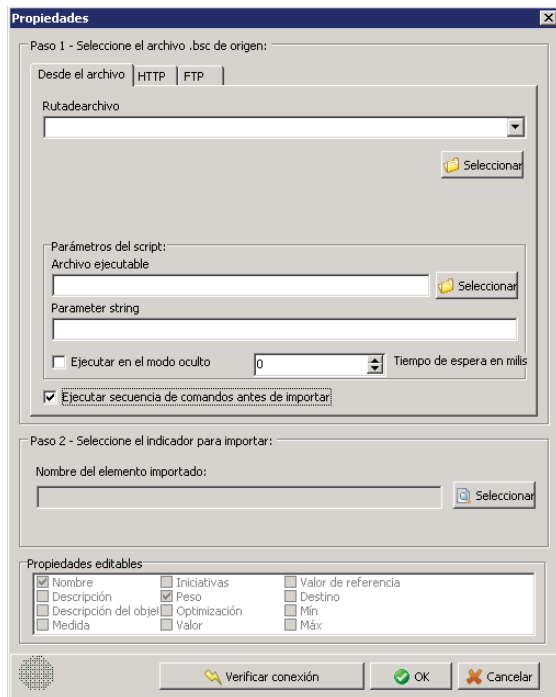 Propiedades
Paso 1 - Seleccione el archivo .bsc de origen:
Desde el archivo HTTP FTP
Rutadearchivo
Seleccionar
Parámetros del script:
Archivo ejecutable
Seleccionar
Parameter string
Ejecutar en el modo oculto 0 Tiempo de espera en milis
Ejecutar secuencia de comandos antes de importar
Paso 2 - Seleccione el indicador para importar:
Nombre del elemento importado:
Seleccionar
Propiedades editables
Nombre Iniciativas Valor de referencia
Descripción Peso Destino
Descripción del objet Optimización Mín
Medida Valor Máx
Verificar conexión OK Cancelar